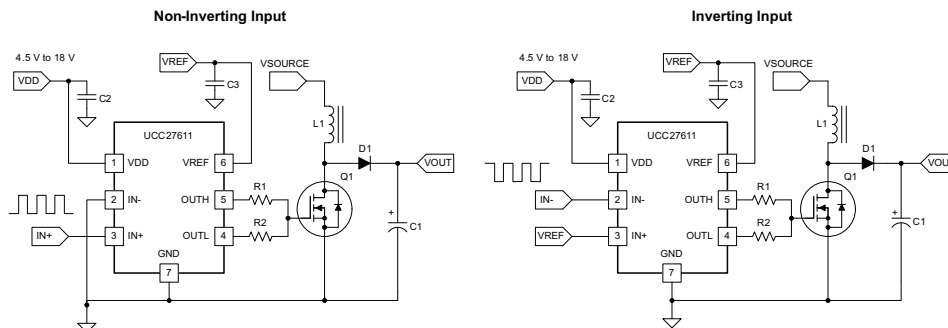 Non-Inverting Input
4.5 V to 18 V
VDD
C2
VREF
C3
VSOURCE
L1
UCC27611
1 VDD
VREF 6
D1
VOUT
Q1
2 IN-
OUTH 5
R1
IN+
3 IN+
OUTL 4
R2
C1
+
GND
7
Inverting Input
4.5 V to 18 V
VDD
C2
VREF
C3
VSOURCE
L1
UCC27611
1 VDD
VREF 6
D1
VOU
Q1
IN-
2 IN-
OUTH 5
R1
VREF
3 IN+
OUTL 4
R2
C1
+
GND
7